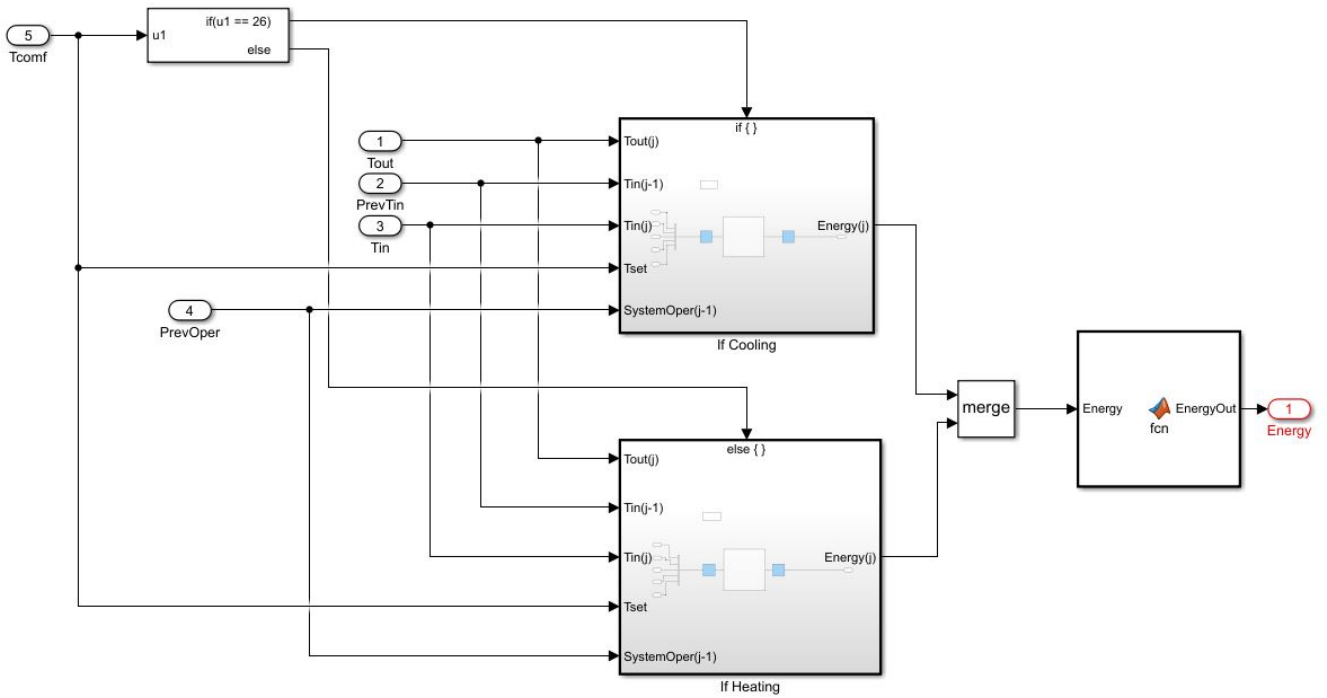 5
Tcomf
u1
if(u1 == 26)
else
1
Tout
2
PrevTin
3
Tin
4
PrevOper
if { }
Tout(j)
Tin(j-1)
Tin(j)
Tset
SystemOper(j-1)
Energy(j)
If Cooling
else { }
Tout(j)
Tin(j-1)
Tin(j)
Tset
SystemOper(j-1)
Energy(j)
If Heating
merge
Energy
fcn
EnergyOut
1
Energy